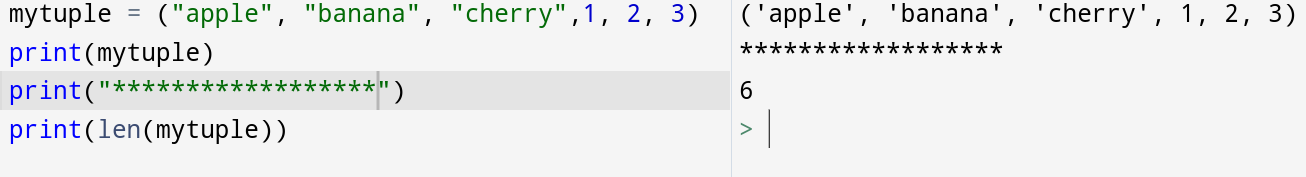 mytuple = ("apple", "banana", "cherry",1, 2, 3)
print(mytuple)
print("******************")
print(len(mytuple))
('apple', 'banana', 'cherry', 1, 2, 3)
******************
6
>